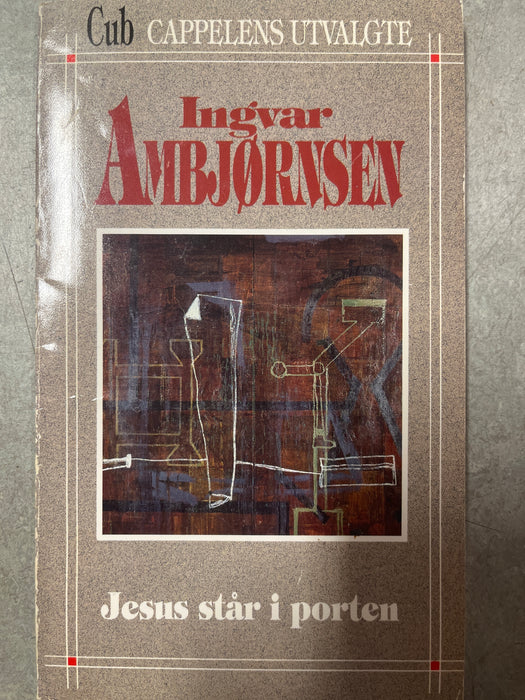 Cub CAPPELENS UTVALGTE
Ingvar
AMBJØRNSEN
Jesus står i porten